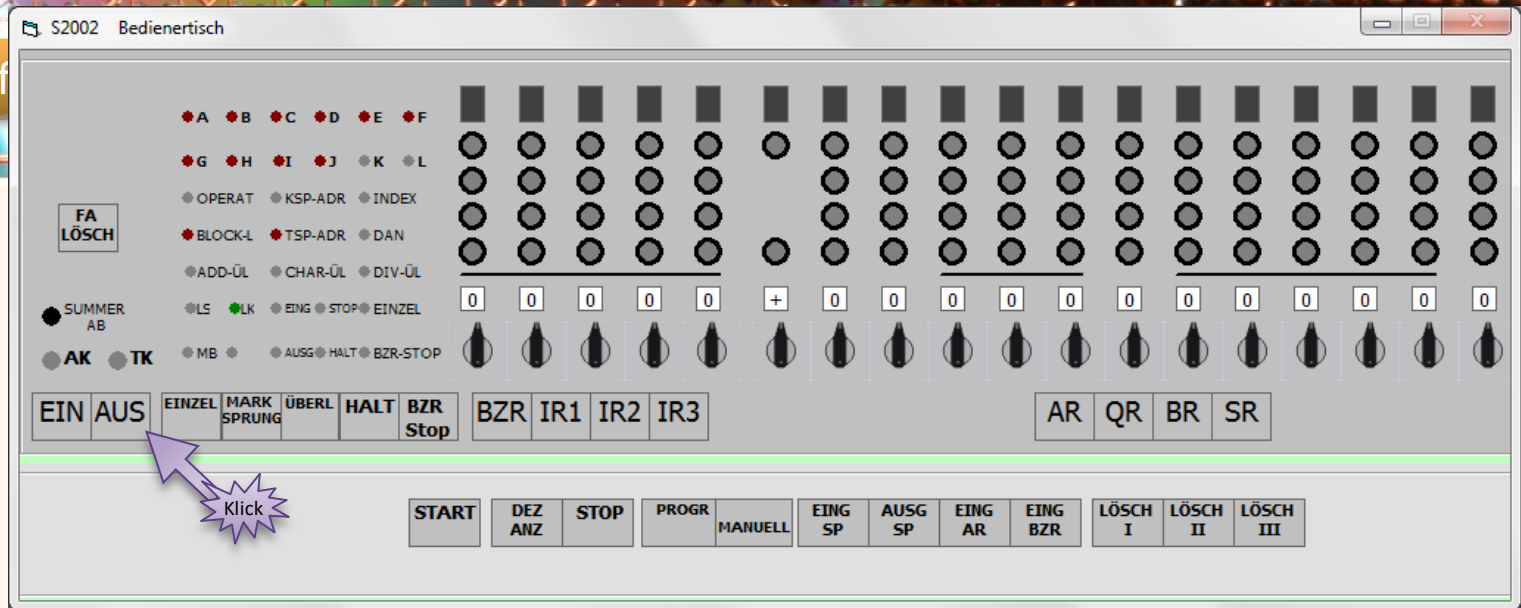 S2002 Bedienertisch
f
A B C D E F
G H I J K L
OPERAT KSP-ADR INDEX
FA
LÖSCH
BLOCK-L TSP-ADR DAN
ADD-ÜL CHAR-ÜL DIV-ÜL
0 0 0 0 0 + 0 0 0 0 0 0 0 0 0 0 0 0
SUMMER
AB
LS LK EING STOP EINZEL
AK TK
MB AUSG HALT BZR-STOP
EIN AUS
EINZEL
MARK
SPRUNG
ÜBERL
HALT
BZR
Stop
BZR IR1 IR2 IR3
AR QR BR SR
Klick
START
DEZ
ANZ
STOP
PROGR
MANUELL
EING
SP
AUSG
SP
EING
AR
EING
BZR
LÖSCH
I
LÖSCH
II
LÖSCH
III